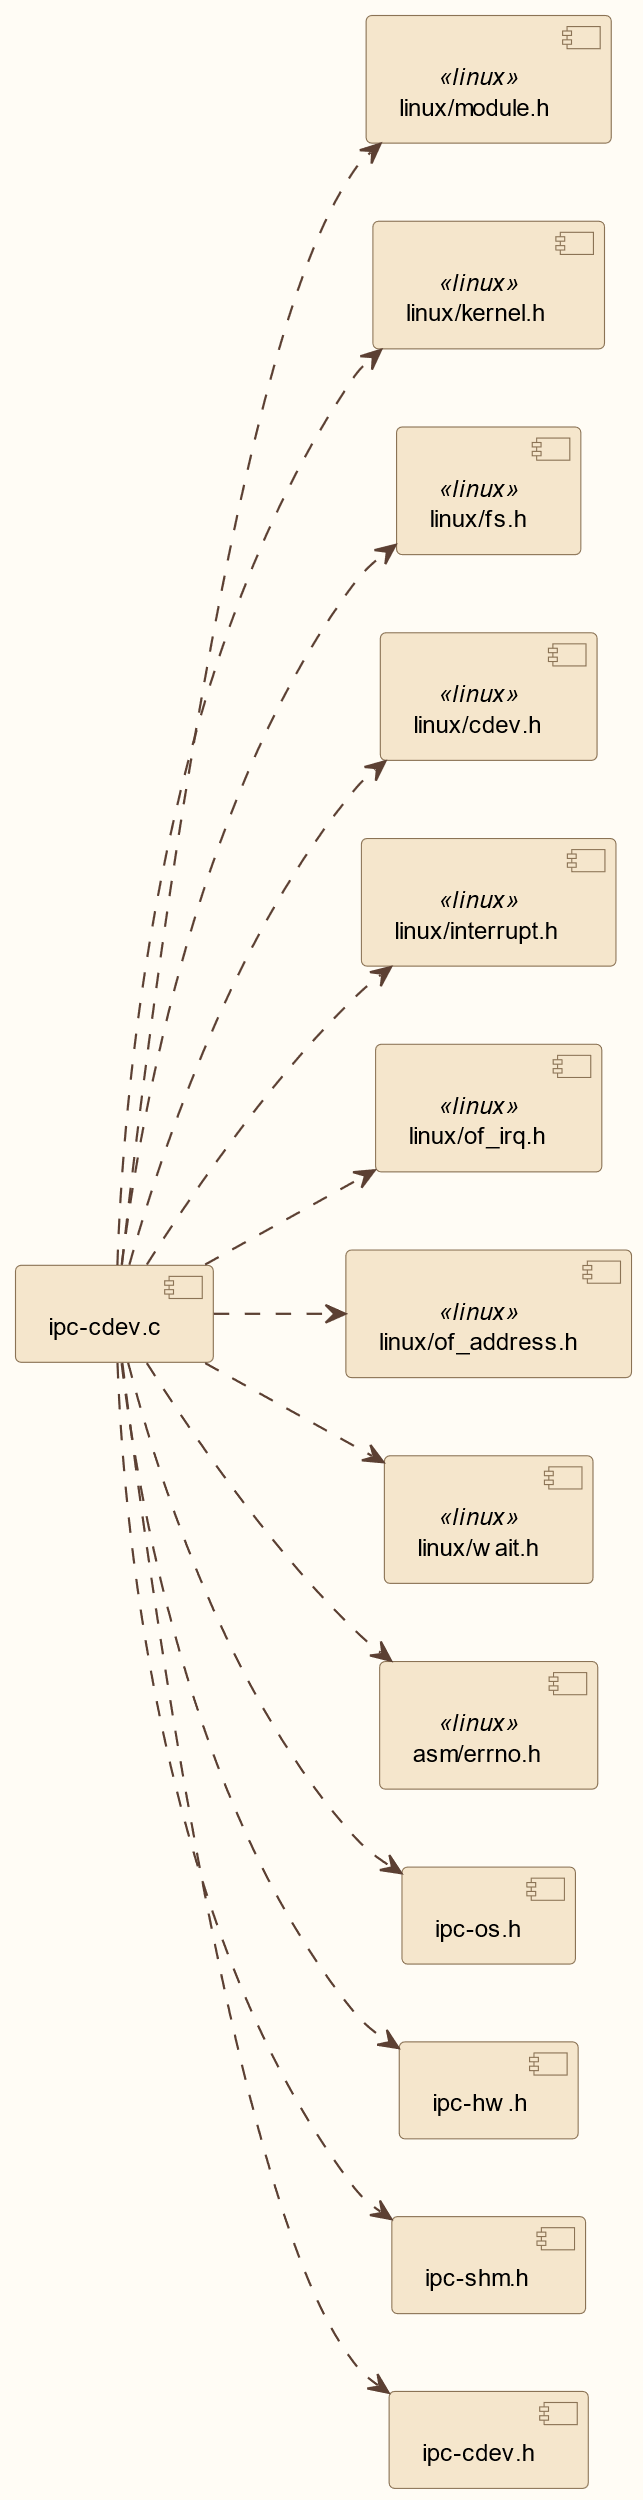 «linux»
linux/module.h
«linux»
linux/kernel.h
«linux»
linux/fs.h
«linux»
linux/cdev.h
«linux»
linux/interrupt.h
«linux»
linux/of_irq.h
ipc-cdev.c
«linux»
linux/of_address.h
«linux»
linux/wait.h
«linux»
asm/errno.h
ipc-os.h
ipc-hw.h
ipc-shm.h
ipc-cdev.h